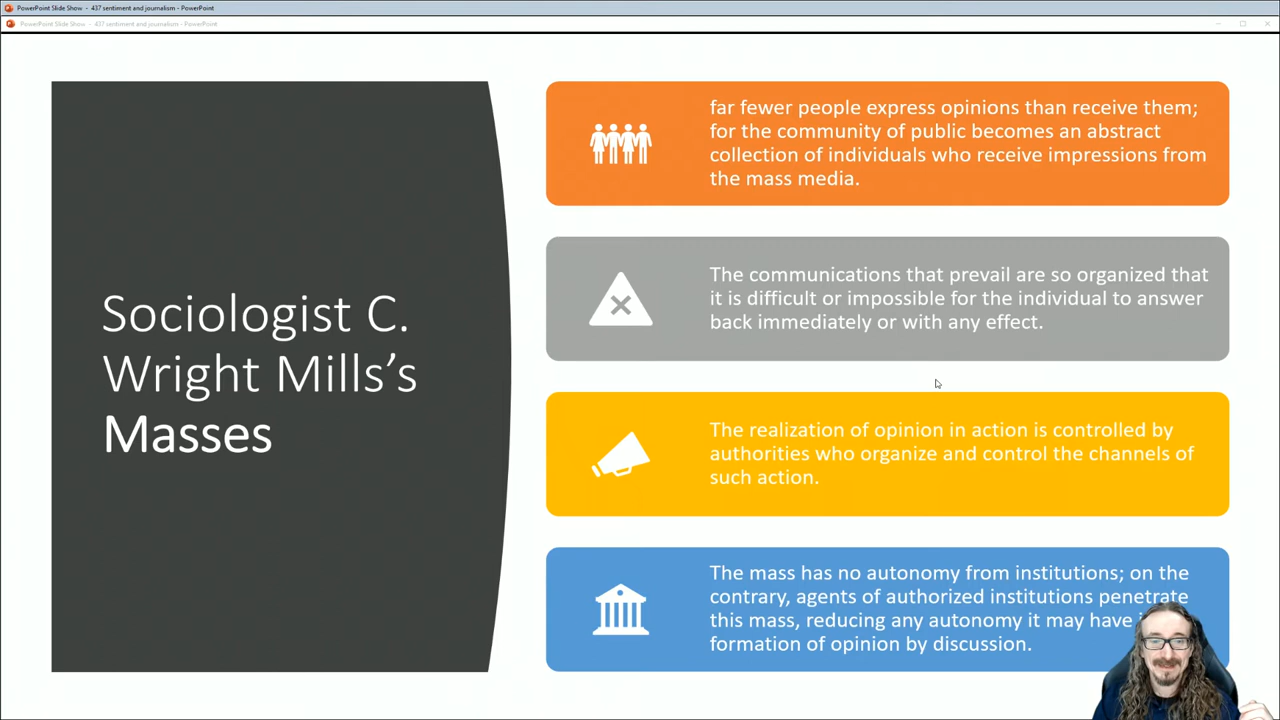 PowerPoint Slide Show - 437 sentiment and journalism - PowerPoint
PowerPoint Slide Show - 437 sentiment and journalism - PowerPoint
Sociologist C.
Wright Mills's
Masses
far fewer people express opinions than receive them;
for the community of public becomes an abstract
collection of individuals who receive impressions from
the mass media.
The communications that prevail are so organized that
it is difficult or impossible for the individual to answer
back immediately or with any effect.
The realization of opinion in action is controlled by
authorities who organize and control the channels of
such action.
The mass has no autonomy from institutions; on the
contrary, agents of authorized institutions penetrate
this mass, reducing any autonomy it may have
formation of opinion by discussion.